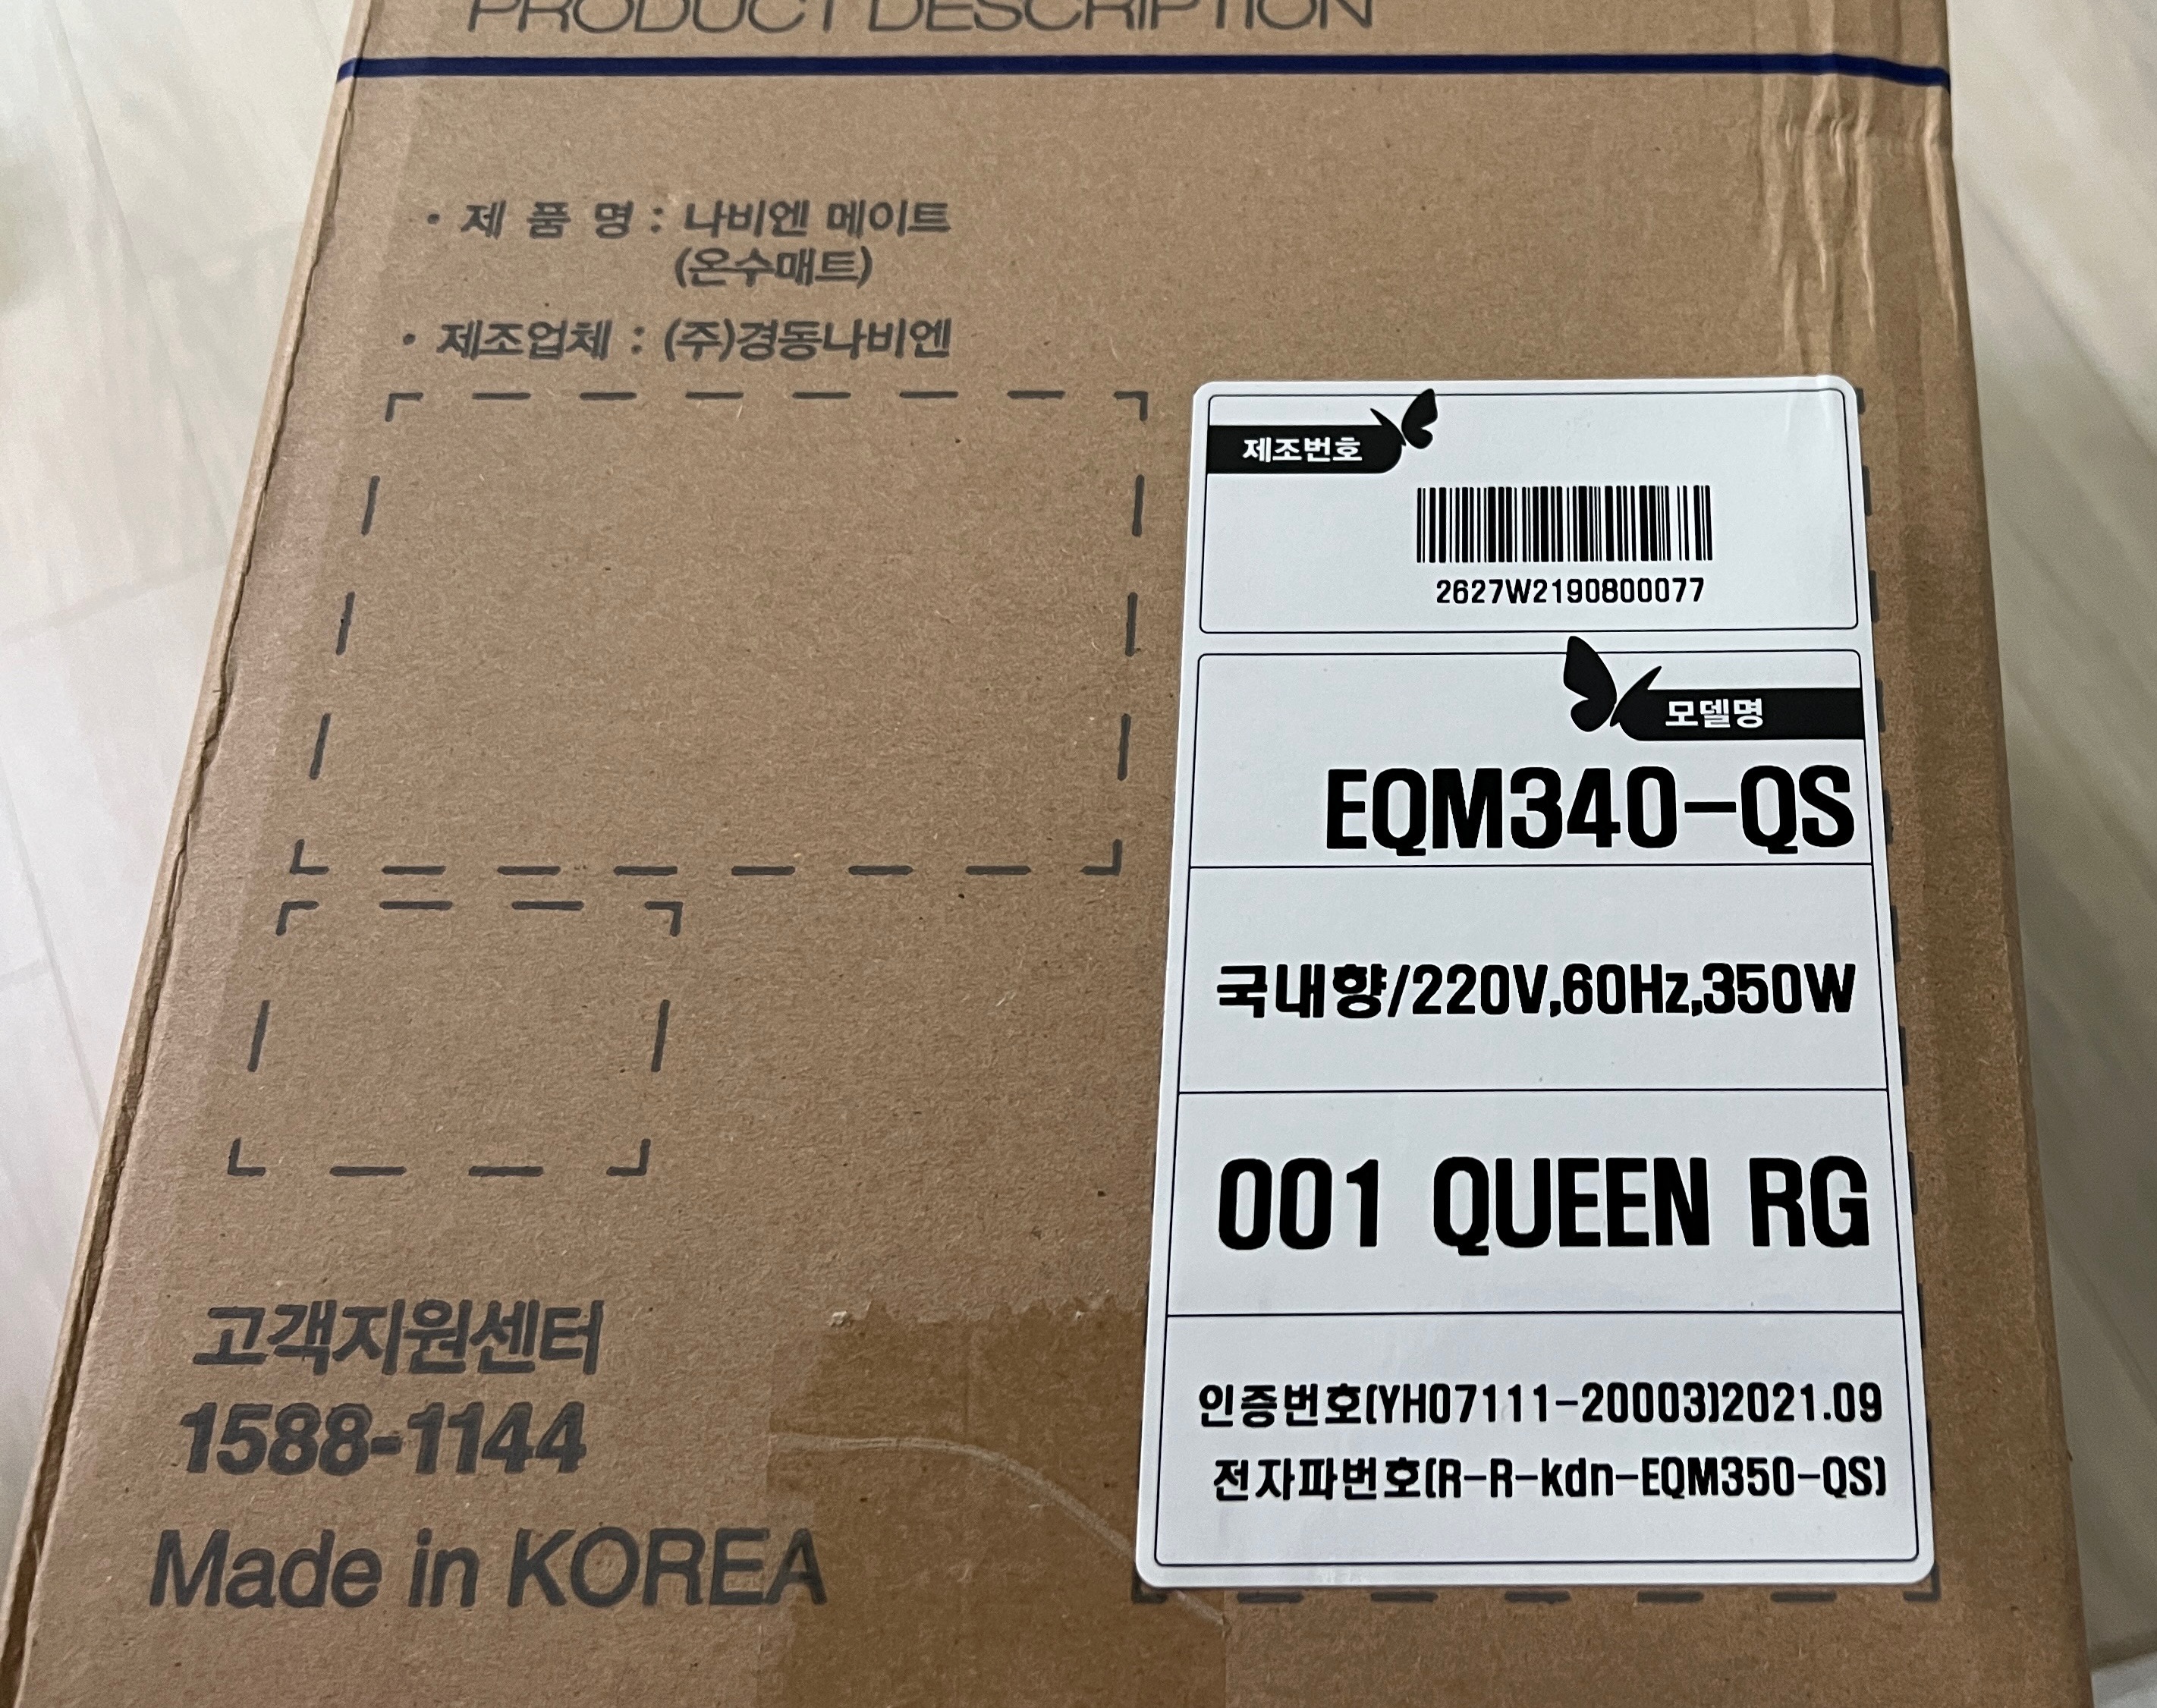 PRODUCT DESCRIPTION
• 제 품 명 : 나비엔 메이트
(온수매트)
• 제조업체 : (주)경동나비엔
제조번호
2627W2190800077
모델명
EQM340-QS
국내향/220V,60Hz,350W
001 QUEEN RG
인증번호(YH07111-20003)2021.09
전자파번호(R-R-kdn-EQM350-QS)
고객지원센터
1588-1144
Made in KOREA